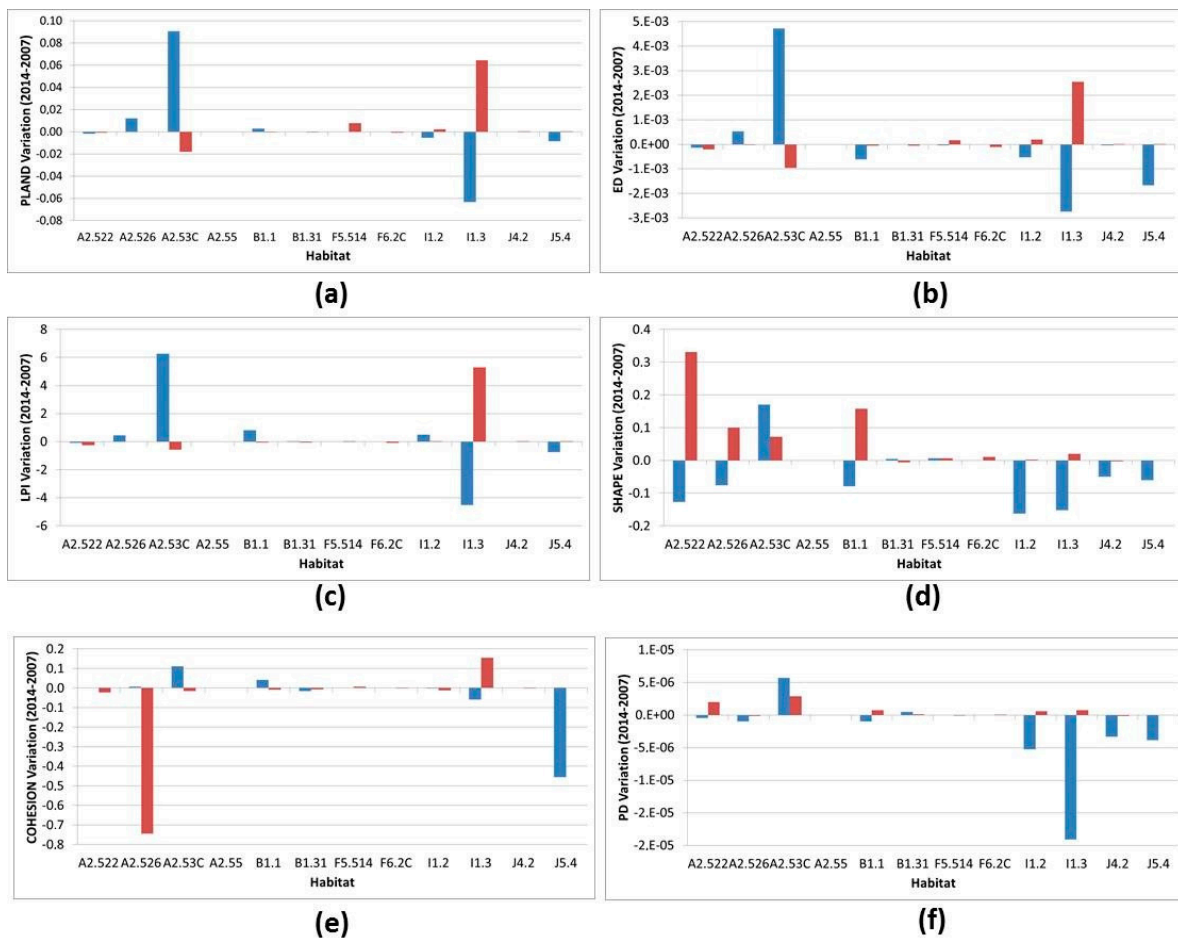 0.10
0.08
0.06
0.04
0.02
0.00
-0.02
-0.04
-0.06
-0.08
PLAND Variation (2014-2007)
A2.522 A2.526 A2.53C A2.55 B1.1 B1.31 F5.514 F6.2C I1.2 I1.3 J4.2 J5.4
Habitat
(a)
5.E-03
4.E-03
3.E-03
2.E-03
1.E-03
0.E+00
-1.E-03
-2.E-03
-3.E-03
ED Variation (2014-2007)
A2.522 A2.526 A2.53C A2.55 B1.1 B1.31 F5.514 F6.2C I1.2 I1.3 J4.2 J5.4
Habitat
(b)
8
6
4
2
0
-2
-4
-6
LPI Variation (2014-2007)
A2.522 A2.526 A2.53C A2.55 B1.1 B1.31 F5.514 F6.2C I1.2 I1.3 J4.2 J5.4
Habitat
(c)
0.4
0.3
0.2
0.1
0.0
-0.1
-0.2
SHAPE Variation (2014-2007)
A2.522 A2.526 A2.53C A2.55 B1.1 B1.31 F5.514 F6.2C I1.2 I1.3 J4.2 J5.4
Habitat
(d)
0.2
0.1
0.0
-0.1
-0.2
-0.3
-0.4
-0.5
-0.6
-0.7
-0.8
COHESION Variation (2014-2007)
A2.522 A2.526 A2.53C A2.55 B1.1 B1.31 F5.514 F6.2C I1.2 I1.3 J4.2 J5.4
Habitat
(e)
1.E-05
5.E-06
0.E+00
-5.E-06
-1.E-05
-2.E-05
-2.E-05
PD Variation (2014-2007)
A2.522 A2.526 A2.53C A2.55 B1.1 B1.31 F5.514 F6.2C I1.2 I1.3 J4.2 J5.4
Habitat
(f)